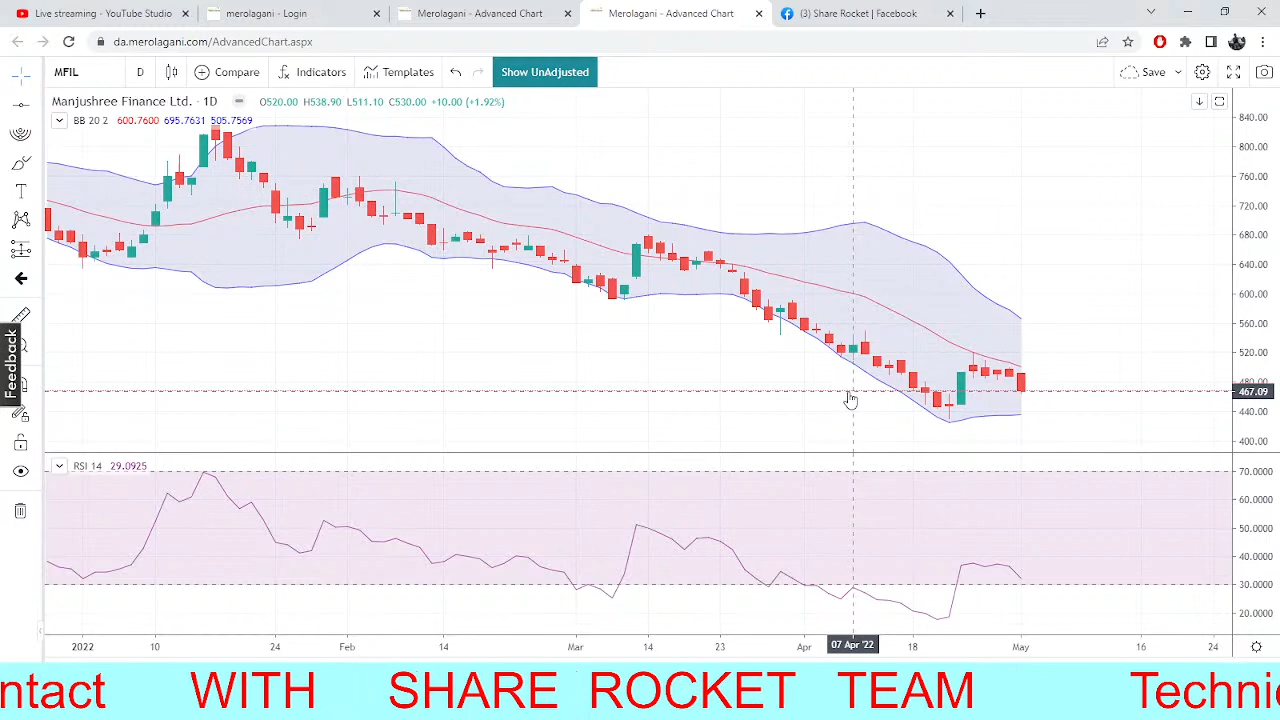 Live streaming - YouTube Studio
merolagani - Login
Merolagani - Advanced Chart
Merolagani - Advanced Chart
(3) Share Rocket | Facebook
da.merolagani.com/AdvancedChart.aspx
MFIL D Compare Indicators Templates Show UnAdjusted Save
Manjushree Finance Ltd. · 1D O520.00 H538.90 L511.10 C530.00 +10.00 (+1.92%)
BB 20 2 600.7600 695.7631 505.7569
840.00
800.00
760.00
720.00
680.00
640.00
600.00
560.00
520.00
480.00
467.09
440.00
400.00
Feedback
RSI 14 29.0925
70.0000
60.0000
50.0000
40.0000
30.0000
20.0000
2022 10 24 Feb 14 Mar 14 23 Apr 07 Apr '22 18 May 16 24
ntact WITH SHARE ROCKET TEAM Technic